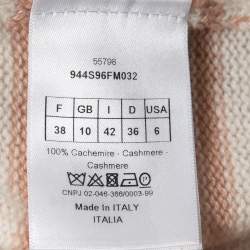 55798
944S96FM032
F GB I D USA
38 10 42 36 6
100% Cachemire - Cashmere -
Cashmere
CNPJ 02-046-386/0003-99
Made In ITALY
ITALIA